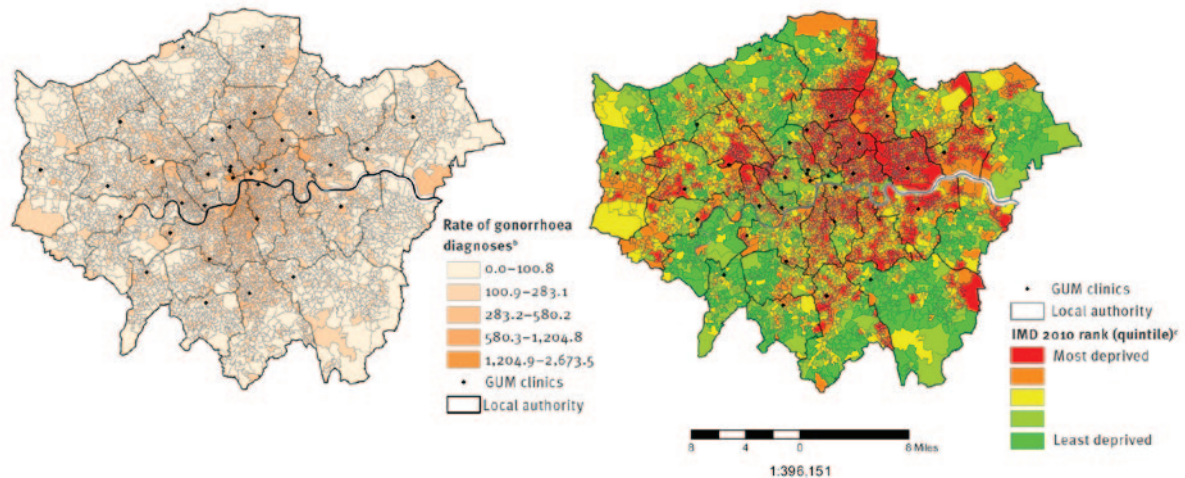 Rate of gonorrhoea
diagnosesᵇ
0.0–100.8
100.9–283.1
283.2–580.2
580.3–1,204.8
1,204.9–2,673.5
GUM clinics
Local authority
GUM clinics
Local authority
IMD 2010 rank (quintile)ᶜ
Most deprived
Least deprived
8 4 0 8 Miles
1:396,151